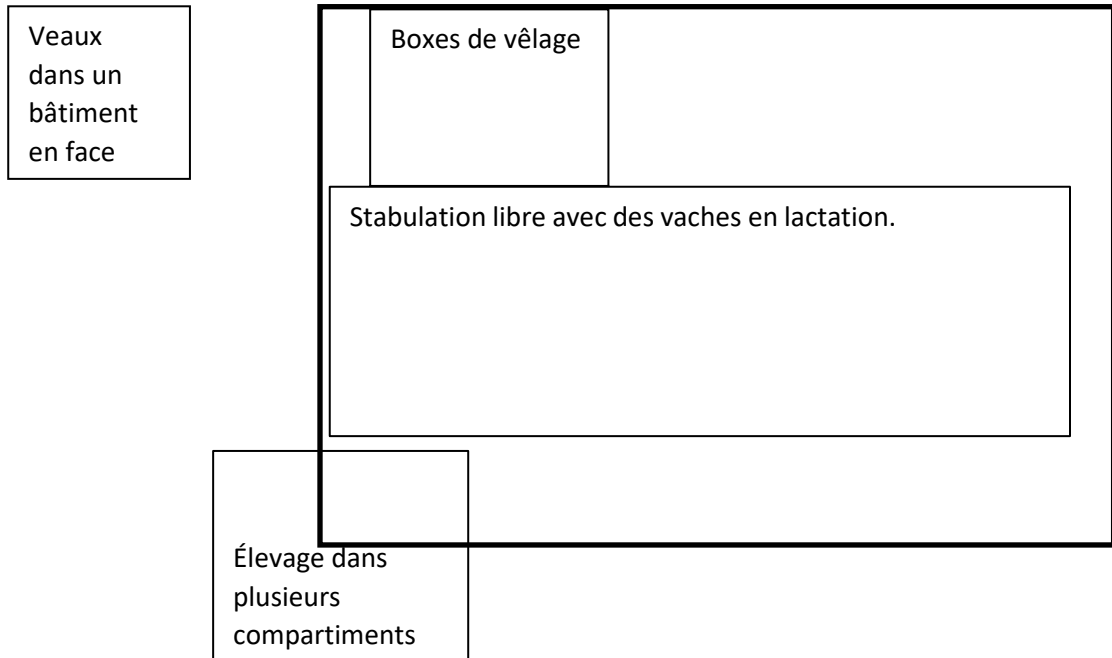 Veaux
dans un
bâtiment
en face
Boxes de vêlage
Stabulation libre avec des vaches en lactation.
Élevage dans
plusieurs
compartiments